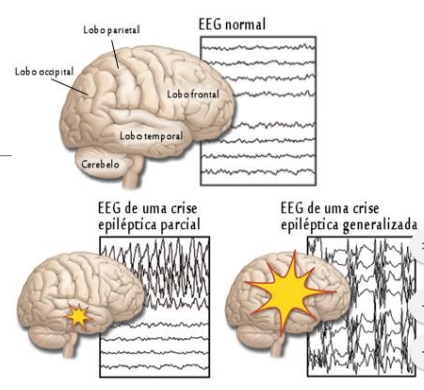 EEG normal
Lobo parietal
Lobo occipital
Lobo frontal
Lobo temporal
Cerebelo
EEG de uma crise
epiléptica parcial
EEG de uma crise
epiléptica generalizada